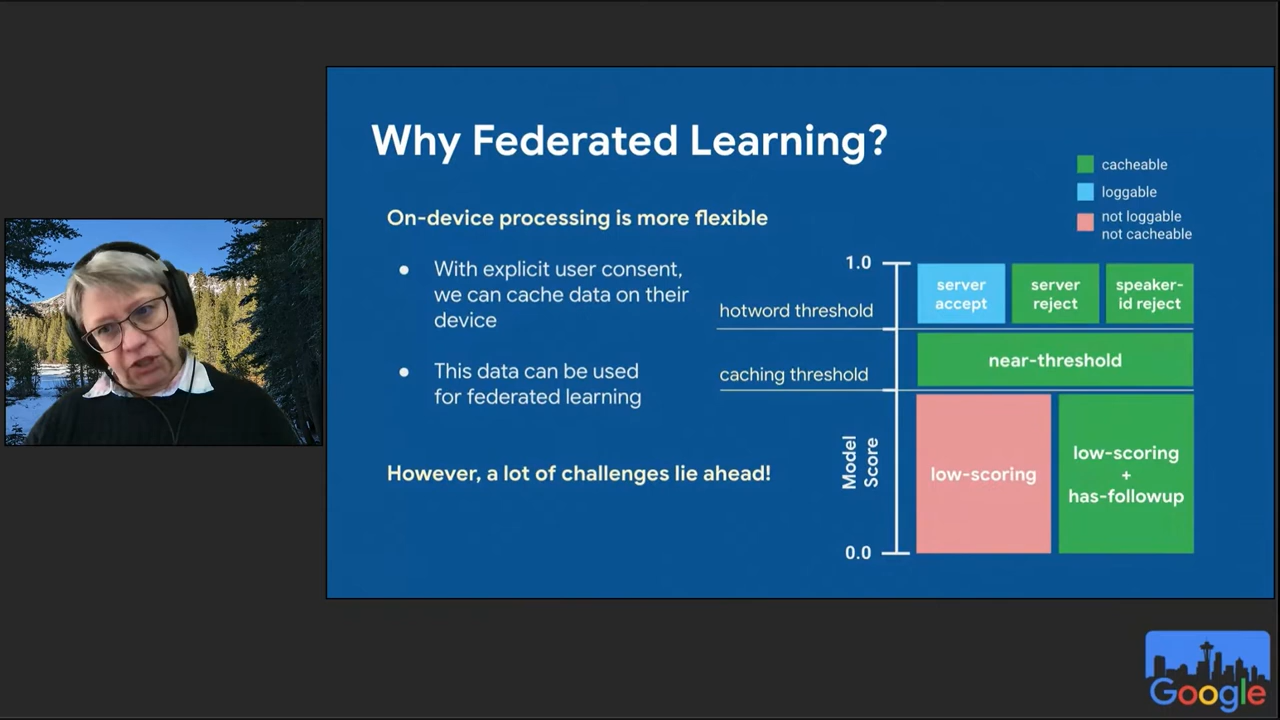 Why Federated Learning?
On-device processing is more flexible
With explicit user consent,
we can cache data on their
device
This data can be used
for federated learning
However, a lot of challenges lie ahead!
cacheable
loggable
not loggable
not cacheable
1.0
hotword threshold
caching threshold
Model
Score
0.0
server
accept
server
reject
speaker-
id reject
near-threshold
low-scoring
low-scoring
+
has-followup
Google